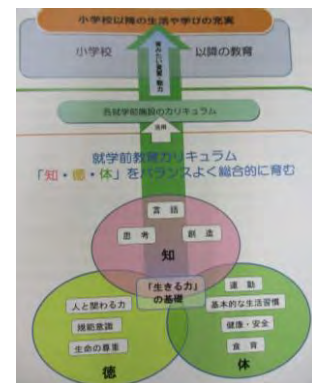 小学校以降の生活や学びの充実
小学校
以降の教育
育みたい資質・能力
各就学前施設のカリキュラム
活用
就学前教育カリキュラム
「知・徳・体」をバランスよく総合的に育む
言語
思考
創造
知
「生きる力」
の基礎
人と関わる力
規範意識
生命の尊重
徳
運動
基本的な生活習慣
健康・安全
食育
体